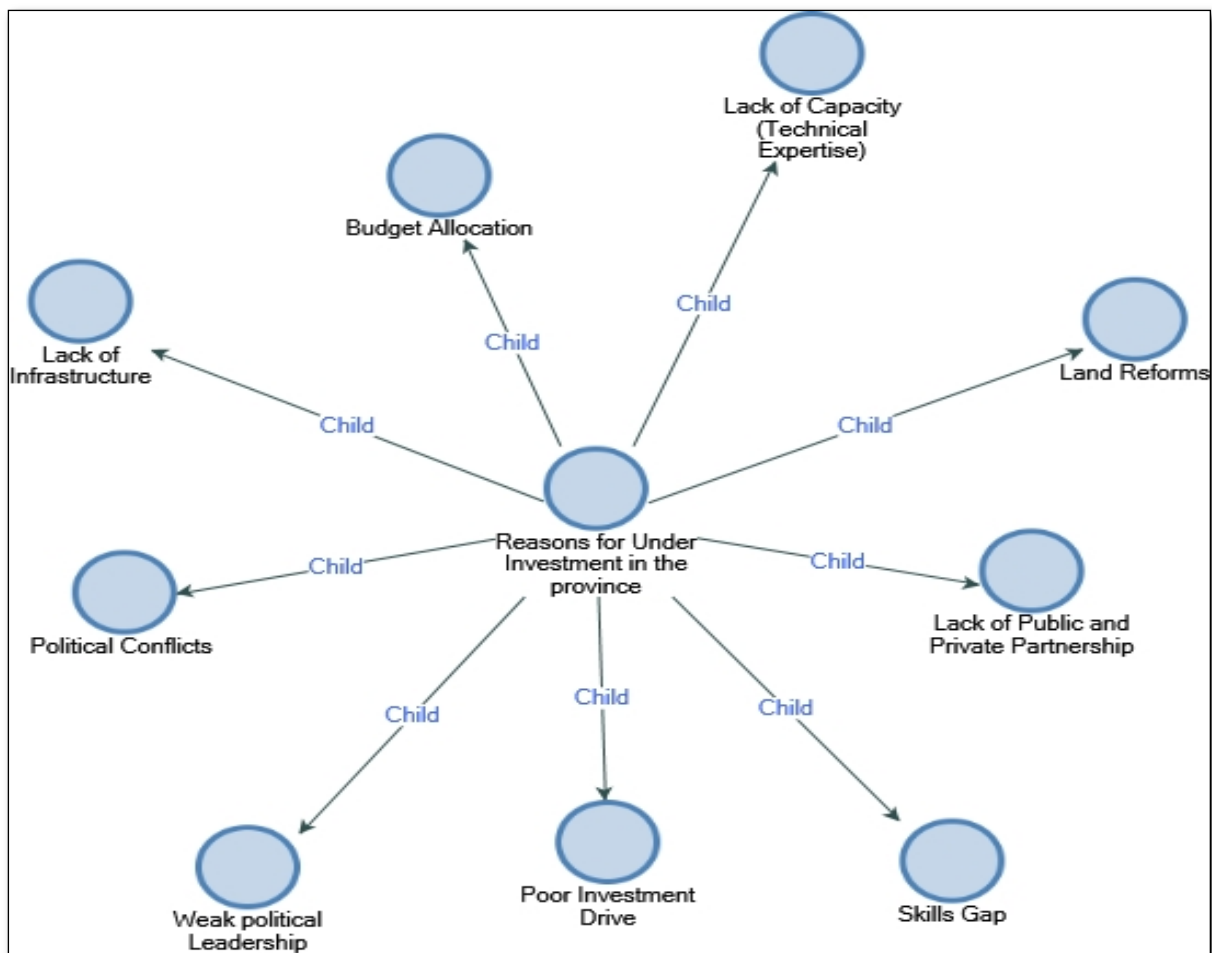 Lack of Capacity
(Technical
Expertise)
Budget Allocation
Child
Lack of
Infrastructure
Child
Land Reforms
Child
Child
Reasons for Under
Investment in the
province
Child
Child
Political Conflicts
Lack of Public and
Private Partnership
Child
Child
Child
Weak political
Leadership
Poor Investment
Drive
Skills Gap